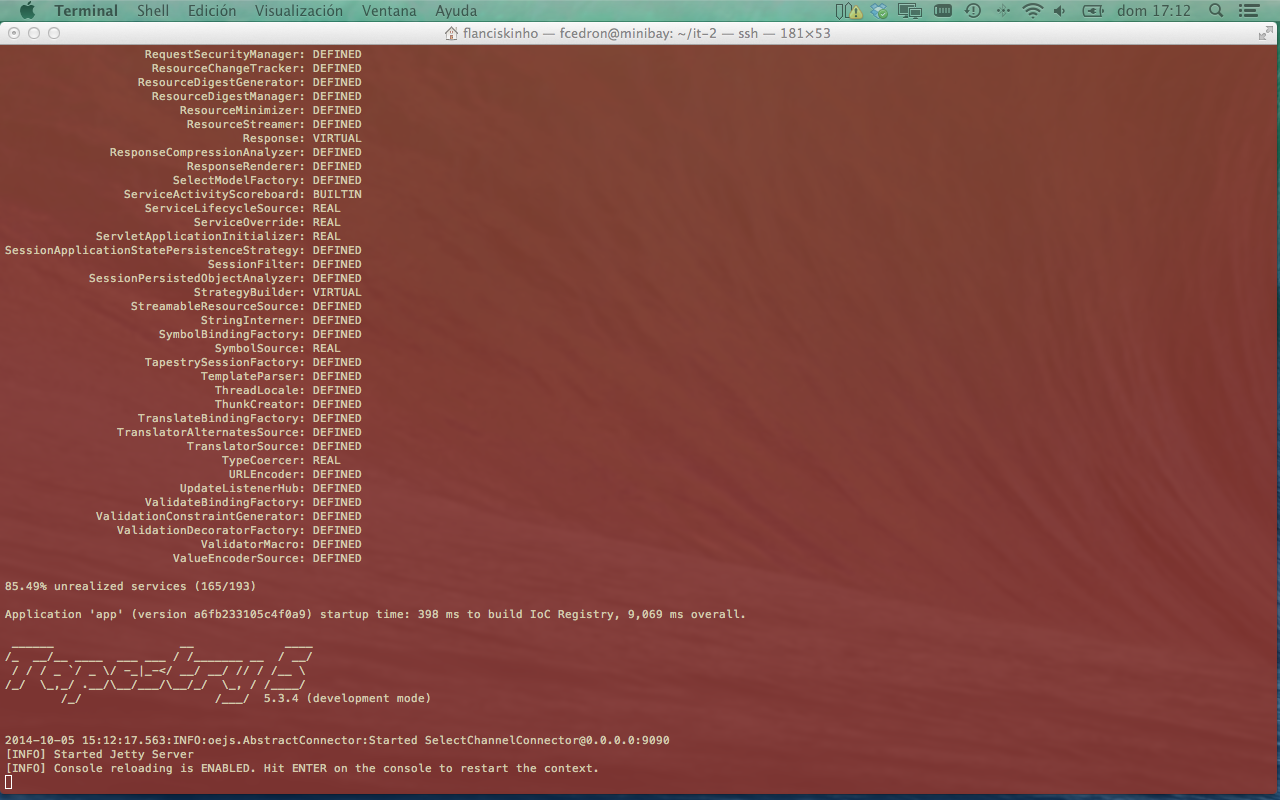 Terminal Shell Edición Visualización Ventana Ayuda dom 17:12
flanciskinho — fcedron@minibay: ~/it-2 — ssh — 181×53
RequestSecurityManager: DEFINED
ResourceChangeTracker: DEFINED
ResourceDigestGenerator: DEFINED
ResourceDigestManager: DEFINED
ResourceMinimizer: DEFINED
ResourceStreamer: DEFINED
Response: VIRTUAL
ResponseCompressionAnalyzer: DEFINED
ResponseRenderer: DEFINED
SelectModelFactory: DEFINED
ServiceActivityScoreboard: BUILTIN
ServiceLifecycleSource: REAL
ServiceOverride: REAL
ServletApplicationInitializer: REAL
SessionApplicationStatePersistenceStrategy: DEFINED
SessionFilter: DEFINED
SessionPersistedObjectAnalyzer: DEFINED
StrategyBuilder: VIRTUAL
StreamableResourceSource: DEFINED
StringInterner: DEFINED
SymbolBindingFactory: DEFINED
SymbolSource: REAL
TapestrySessionFactory: DEFINED
TemplateParser: DEFINED
ThreadLocale: DEFINED
ThunkCreator: DEFINED
TranslateBindingFactory: DEFINED
TranslatorAlternatesSource: DEFINED
TranslatorSource: DEFINED
TypeCoercer: REAL
URLEncoder: DEFINED
UpdateListenerHub: DEFINED
ValidateBindingFactory: DEFINED
ValidationConstraintGenerator: DEFINED
ValidationDecoratorFactory: DEFINED
ValidatorMacro: DEFINED
ValueEncoderSource: DEFINED
85.49% unrealized services (165/193)
Application 'app' (version a6fb233105c4f0a9) startup time: 398 ms to build IoC Registry, 9,069 ms overall.
Tapestry5
5.3.4 (development mode)
2014-10-05 15:12:17.563:INFO:oejs.AbstractConnector:Started SelectChannelConnector@0.0.0.0:9090
[INFO] Started Jetty Server
[INFO] Console reloading is ENABLED. Hit ENTER on the console to restart the context.